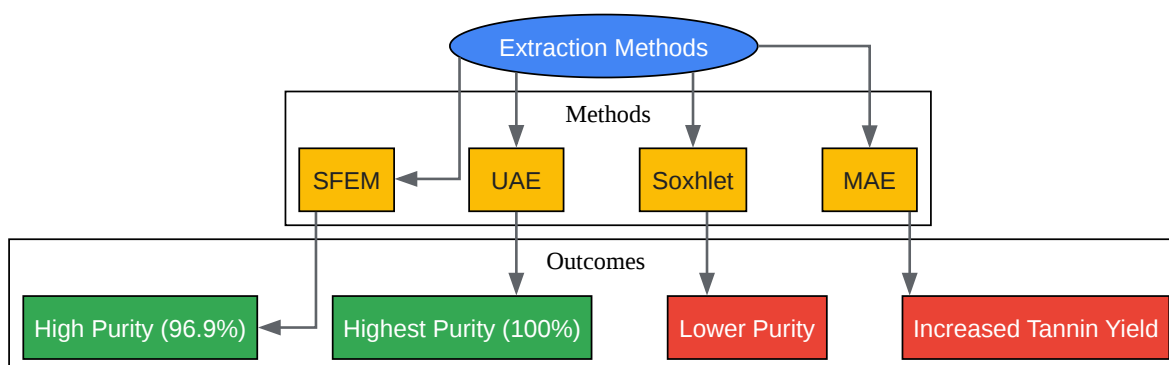 Extraction Methods
Methods
SFEM
UAE
Soxhlet
MAE
Outcomes
High Purity (96.9%)
Highest Purity (100%)
Lower Purity
Increased Tannin Yield